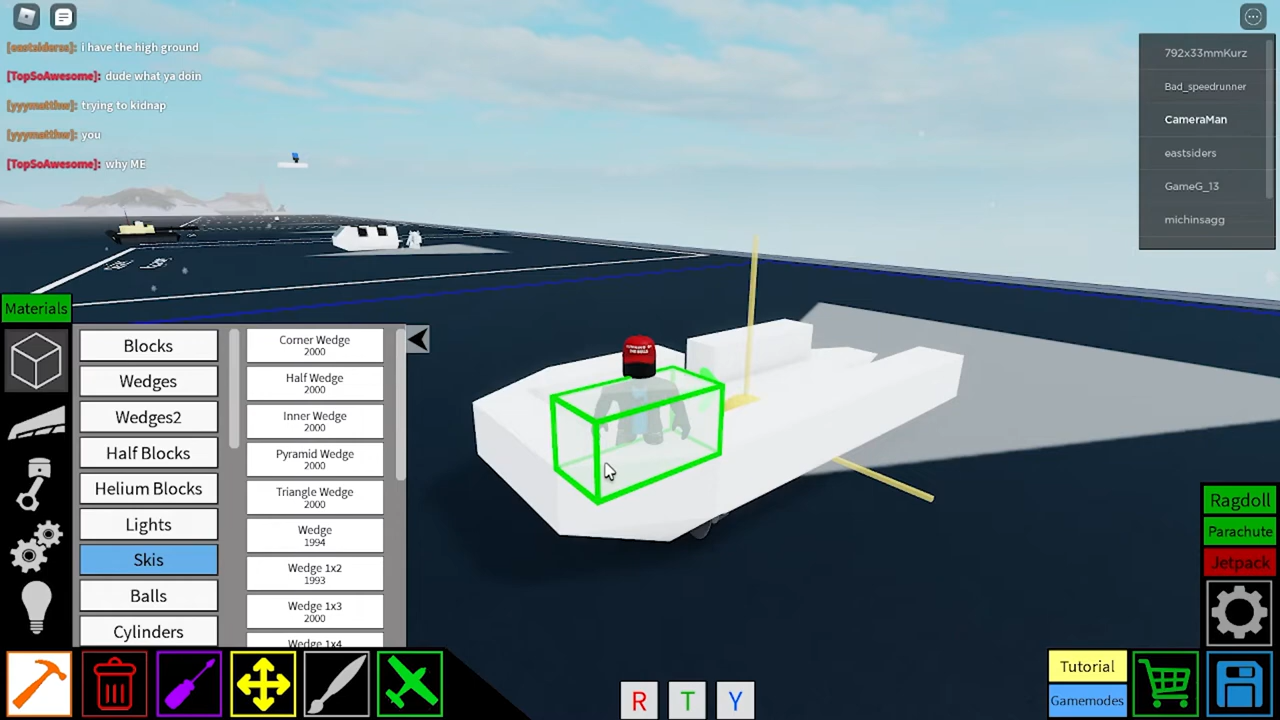 [eastsiderss]: i have the high ground
[TopSoAwesome]: dude what ya doin
[yyymatthw]: trying to kidnap
[yyymatthw]: you
[TopSoAwesome]: why ME
792x33mmKurz
Bad_speedrunner
CameraMan
eastsiders
GameG_13
michinsagg
Materials
Blocks
Wedges
Wedges2
Half Blocks
Helium Blocks
Lights
Skis
Balls
Cylinders
Corner Wedge
2000
Half Wedge
2000
Inner Wedge
2000
Pyramid Wedge
2000
Triangle Wedge
2000
Wedge
1994
Wedge 1x2
1993
Wedge 1x3
2000
Wedge 1x4
Ragdoll
Parachute
Jetpack
Tutorial
Gamemodes
R T Y